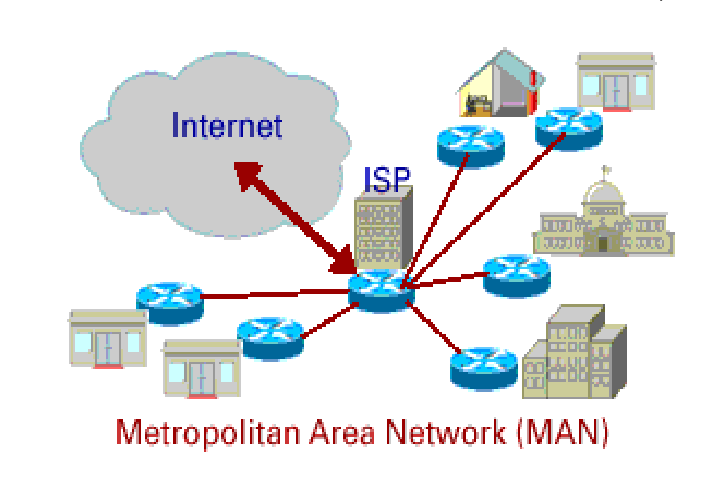 Internet
ISP
Metropolitan Area Network (MAN)